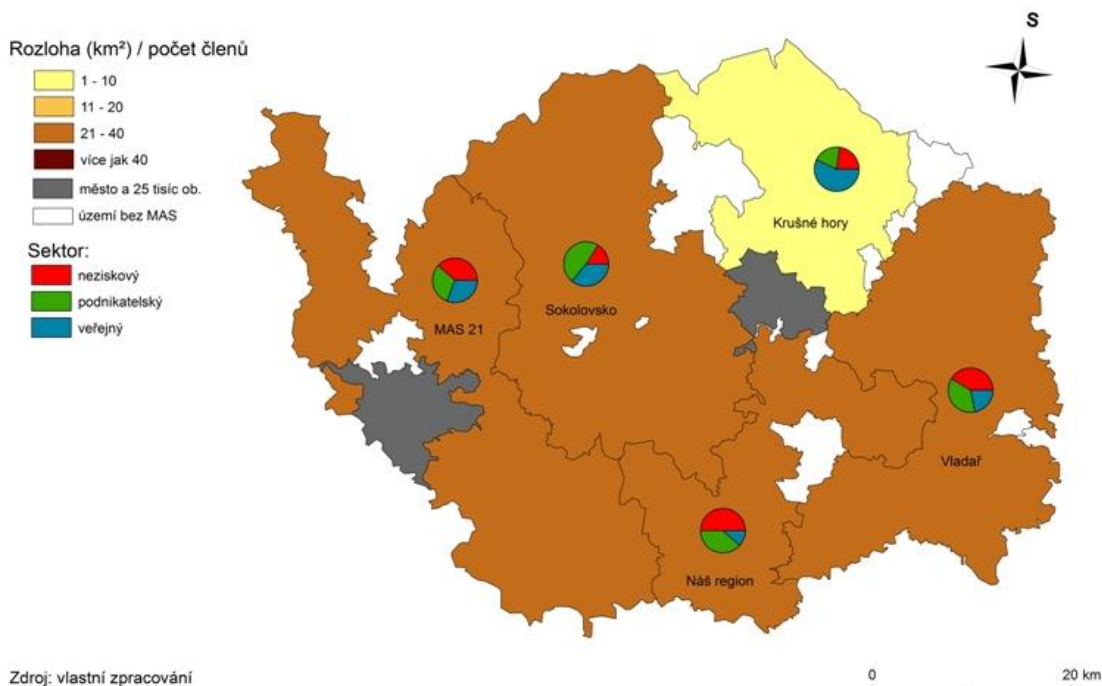 S
Rozloha (km²) / počet členů
1 - 10
11 - 20
21 - 40
více jak 40
město a 25 tisíc ob.
území bez MAS
Sektor:
neziskový
podnikatelský
veřejný
Krušné hory
Sokolovsko
MAS 21
Vladař
Náš region
Zdroj: vlastní zpracování
0 20 km